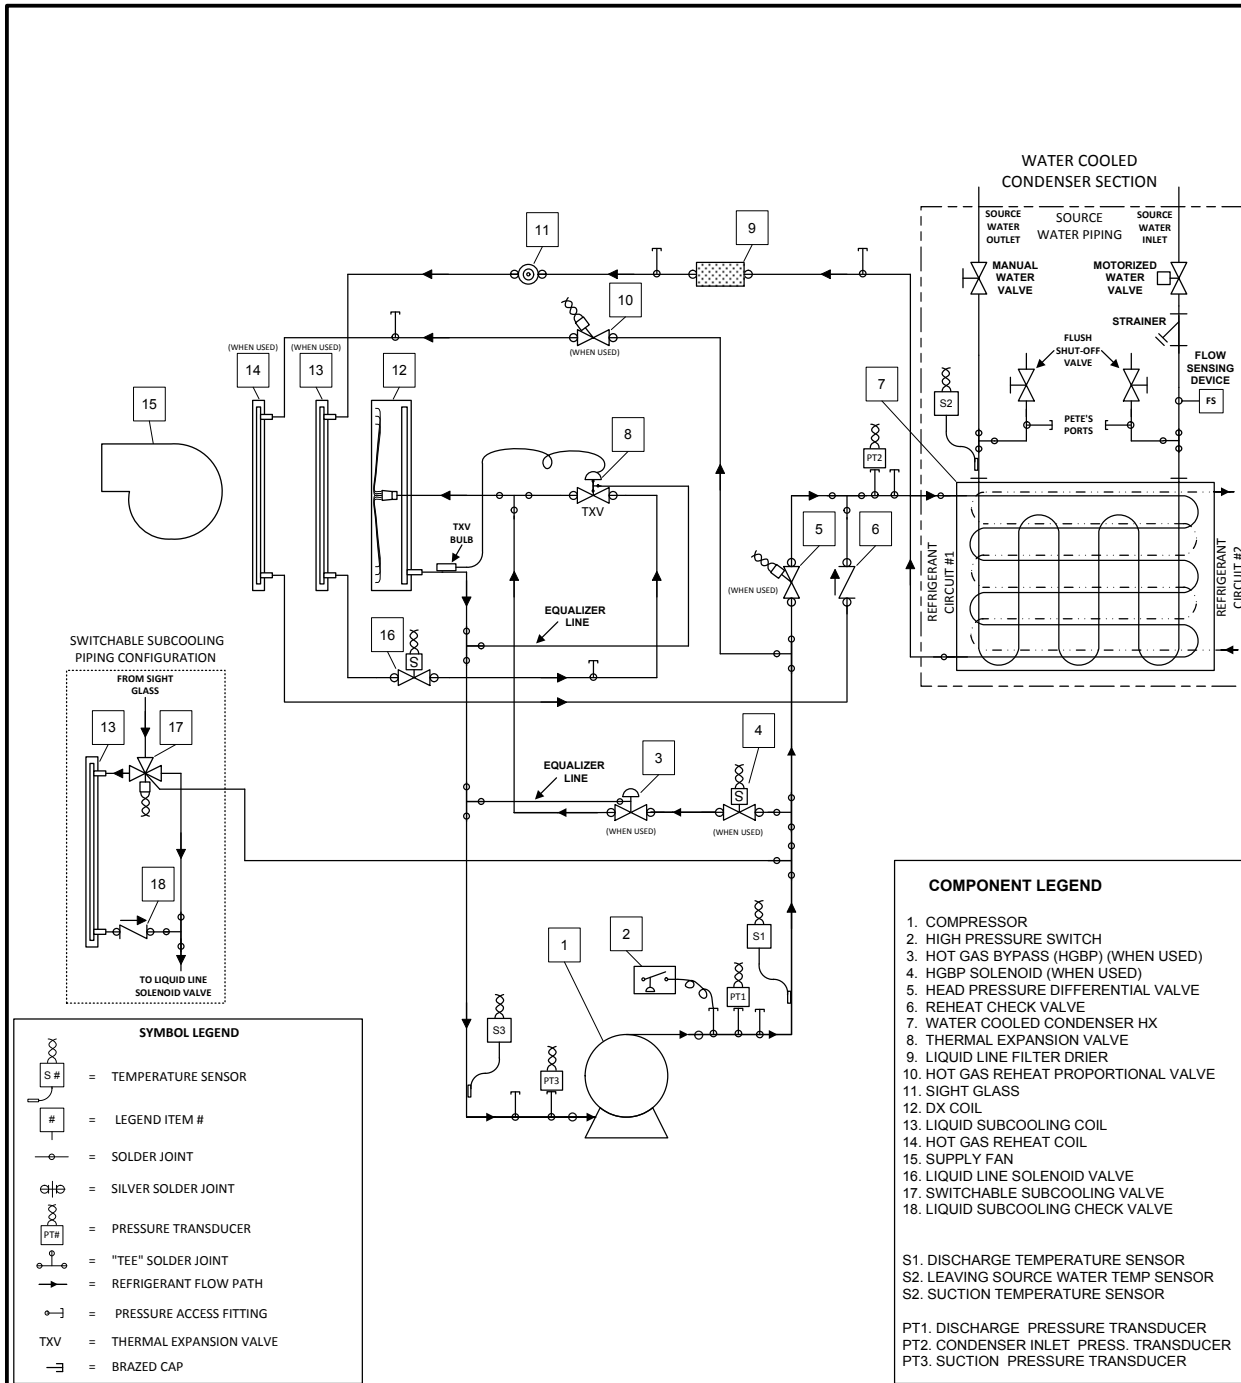 WATER COOLED
CONDENSER SECTION
SOURCE
WATER
OUTLET
SOURCE
WATER PIPING
SOURCE
WATER
INLET
MANUAL
WATER
VALVE
MOTORIZED
WATER
VALVE
STRAINER
FLUSH
SHUT-OFF
VALVE
FLOW
SENSING
DEVICE
FS
PETE'S
PORTS
S2
7
REFRIGERANT
CIRCUIT #1
REFRIGERANT
CIRCUIT #2
11
9
10
(WHEN USED)
(WHEN USED)
14
(WHEN USED)
13
12
15
8
TXV
TXV
BULB
PT2
5
6
(WHEN USED)
EQUALIZER
LINE
16
S
SWITCHABLE SUBCOOLING
PIPING CONFIGURATION
FROM SIGHT
GLASS
13
17
18
TO LIQUID LINE
SOLENOID VALVE
EQUALIZER
LINE
3
4
S
(WHEN USED)
(WHEN USED)
1
2
S1
PT1
S3
PT3
SYMBOL LEGEND
S # = TEMPERATURE SENSOR
# = LEGEND ITEM #
= SOLDER JOINT
= SILVER SOLDER JOINT
PT# = PRESSURE TRANSDUCER
= "TEE" SOLDER JOINT
= REFRIGERANT FLOW PATH
= PRESSURE ACCESS FITTING
TXV = THERMAL EXPANSION VALVE
= BRAZED CAP
COMPONENT LEGEND
1. COMPRESSOR
2. HIGH PRESSURE SWITCH
3. HOT GAS BYPASS (HGBP) (WHEN USED)
4. HGBP SOLENOID (WHEN USED)
5. HEAD PRESSURE DIFFERENTIAL VALVE
6. REHEAT CHECK VALVE
7. WATER COOLED CONDENSER HX
8. THERMAL EXPANSION VALVE
9. LIQUID LINE FILTER DRIER
10. HOT GAS REHEAT PROPORTIONAL VALVE
11. SIGHT GLASS
12. DX COIL
13. LIQUID SUBCOOLING COIL
14. HOT GAS REHEAT COIL
15. SUPPLY FAN
16. LIQUID LINE SOLENOID VALVE
17. SWITCHABLE SUBCOOLING VALVE
18. LIQUID SUBCOOLING CHECK VALVE
S1. DISCHARGE TEMPERATURE SENSOR
S2. LEAVING SOURCE WATER TEMP SENSOR
S2. SUCTION TEMPERATURE SENSOR
PT1. DISCHARGE PRESSURE TRANSDUCER
PT2. CONDENSER INLET PRESS. TRANSDUCER
PT3. SUCTION PRESSURE TRANSDUCER